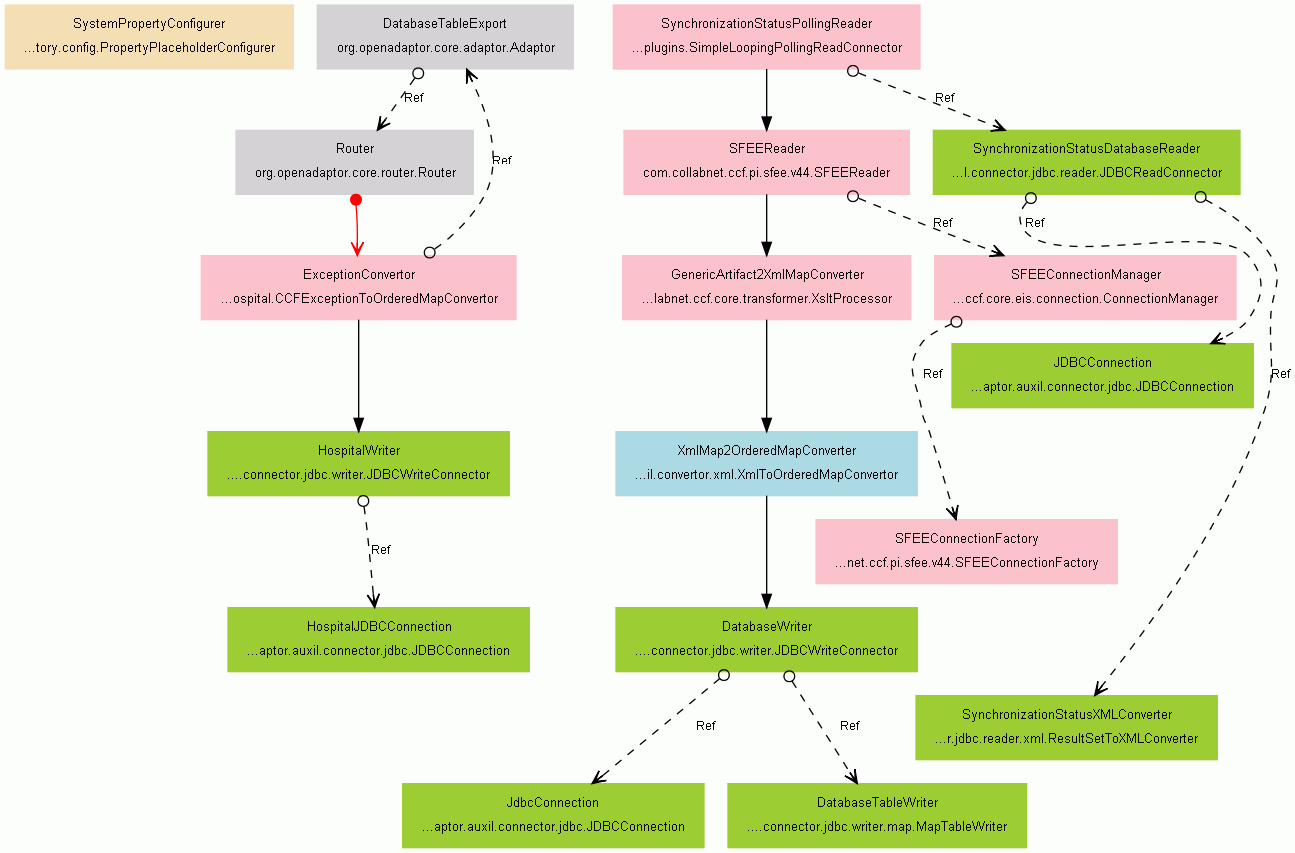 SystemPropertyConfigurer
...tory.config.PropertyPlaceholderConfigurer
DatabaseTableExport
org.openadaptor.core.adaptor.Adaptor
SynchronizationStatusPollingReader
...plugins.SimpleLoopingPollingReadConnector
Ref
Ref
Router
org.openadaptor.core.router.Router
Ref
SFEEReader
com.collabnet.ccf.pi.sfee.v44.SFEEReader
SynchronizationStatusDatabaseReader
...l.connector.jdbc.reader.JDBCReadConnector
Ref
Ref
ExceptionConvertor
...ospital.CCFExceptionToOrderedMapConvertor
GenericArtifact2XmlMapConverter
...labnet.ccf.core.transformer.XsltProcessor
SFEEConnectionManager
...ccf.core.eis.connection.ConnectionManager
Ref
JDBCConnection
...aptor.auxil.connector.jdbc.JDBCConnection
Ref
HospitalWriter
....connector.jdbc.writer.JDBCWriteConnector
XmlMap2OrderedMapConverter
...il.convertor.xml.XmlToOrderedMapConvertor
Ref
SFEEConnectionFactory
...net.ccf.pi.sfee.v44.SFEEConnectionFactory
HospitalJDBCConnection
...aptor.auxil.connector.jdbc.JDBCConnection
DatabaseWriter
....connector.jdbc.writer.JDBCWriteConnector
Ref
Ref
SynchronizationStatusXMLConverter
...r.jdbc.reader.xml.ResultSetToXMLConverter
JdbcConnection
...aptor.auxil.connector.jdbc.JDBCConnection
DatabaseTableWriter
....connector.jdbc.writer.map.MapTableWriter